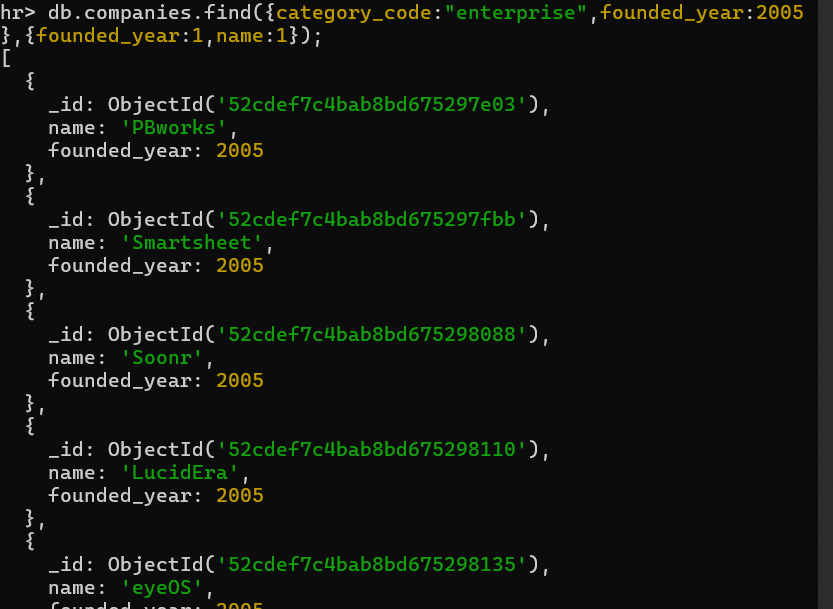 hr> db.companies.find({category_code:"enterprise",founded_year:2005
},{founded_year:1,name:1});
[
  {
    _id: ObjectId('52cdef7c4bab8bd675297e03'),
    name: 'PBworks',
    founded_year: 2005
  },
  {
    _id: ObjectId('52cdef7c4bab8bd675297fbb'),
    name: 'Smartsheet',
    founded_year: 2005
  },
  {
    _id: ObjectId('52cdef7c4bab8bd675298088'),
    name: 'Soonr',
    founded_year: 2005
  },
  {
    _id: ObjectId('52cdef7c4bab8bd675298110'),
    name: 'LucidEra',
    founded_year: 2005
  },
  {
    _id: ObjectId('52cdef7c4bab8bd675298135'),
    name: 'eyeOS',
    founded_year: 2005